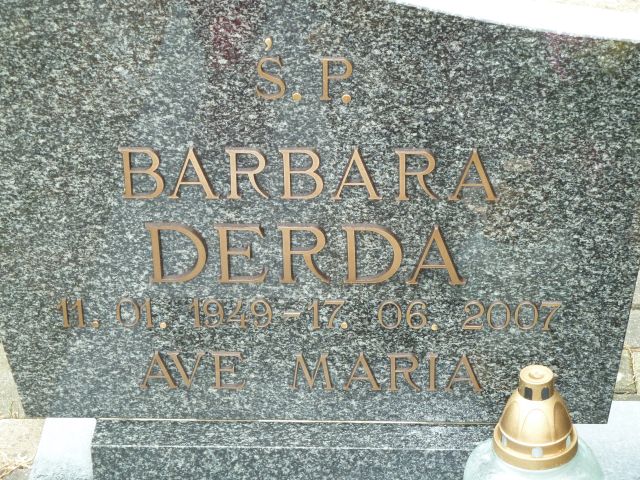 Ś. P.
BARBARA
DERDA
11. 01. 1949 - 17. 06. 2007
AVE MARIA